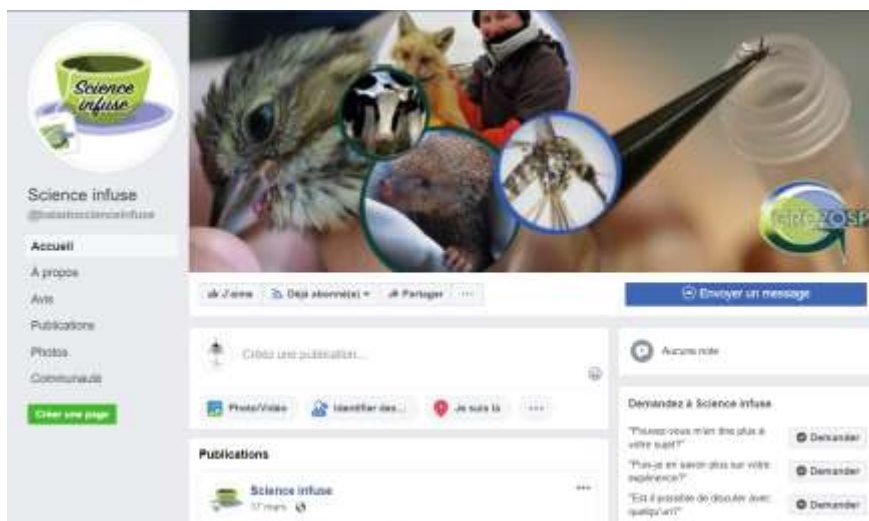 Science
infuse
Science infuse
Accueil
À propos
Avis
Publications
Photos
Communauté
Créer une page
GREZOSP
J'aime
Déjà abonné(e)
Partager
...
Envoyer un message
Créez une publication...
Photo/Vidéo
Identifier des...
Je suis là
...
Publications
Science infuse
17 mars
...
Aucune note
Demandez à Science infuse
"Pouvez-vous m'en dire plus à
votre sujet?"
Demander
"Puis-je en savoir plus sur votre
expérience?"
Demander
"Est-il possible de discuter avec
quelqu'un?"
Demander